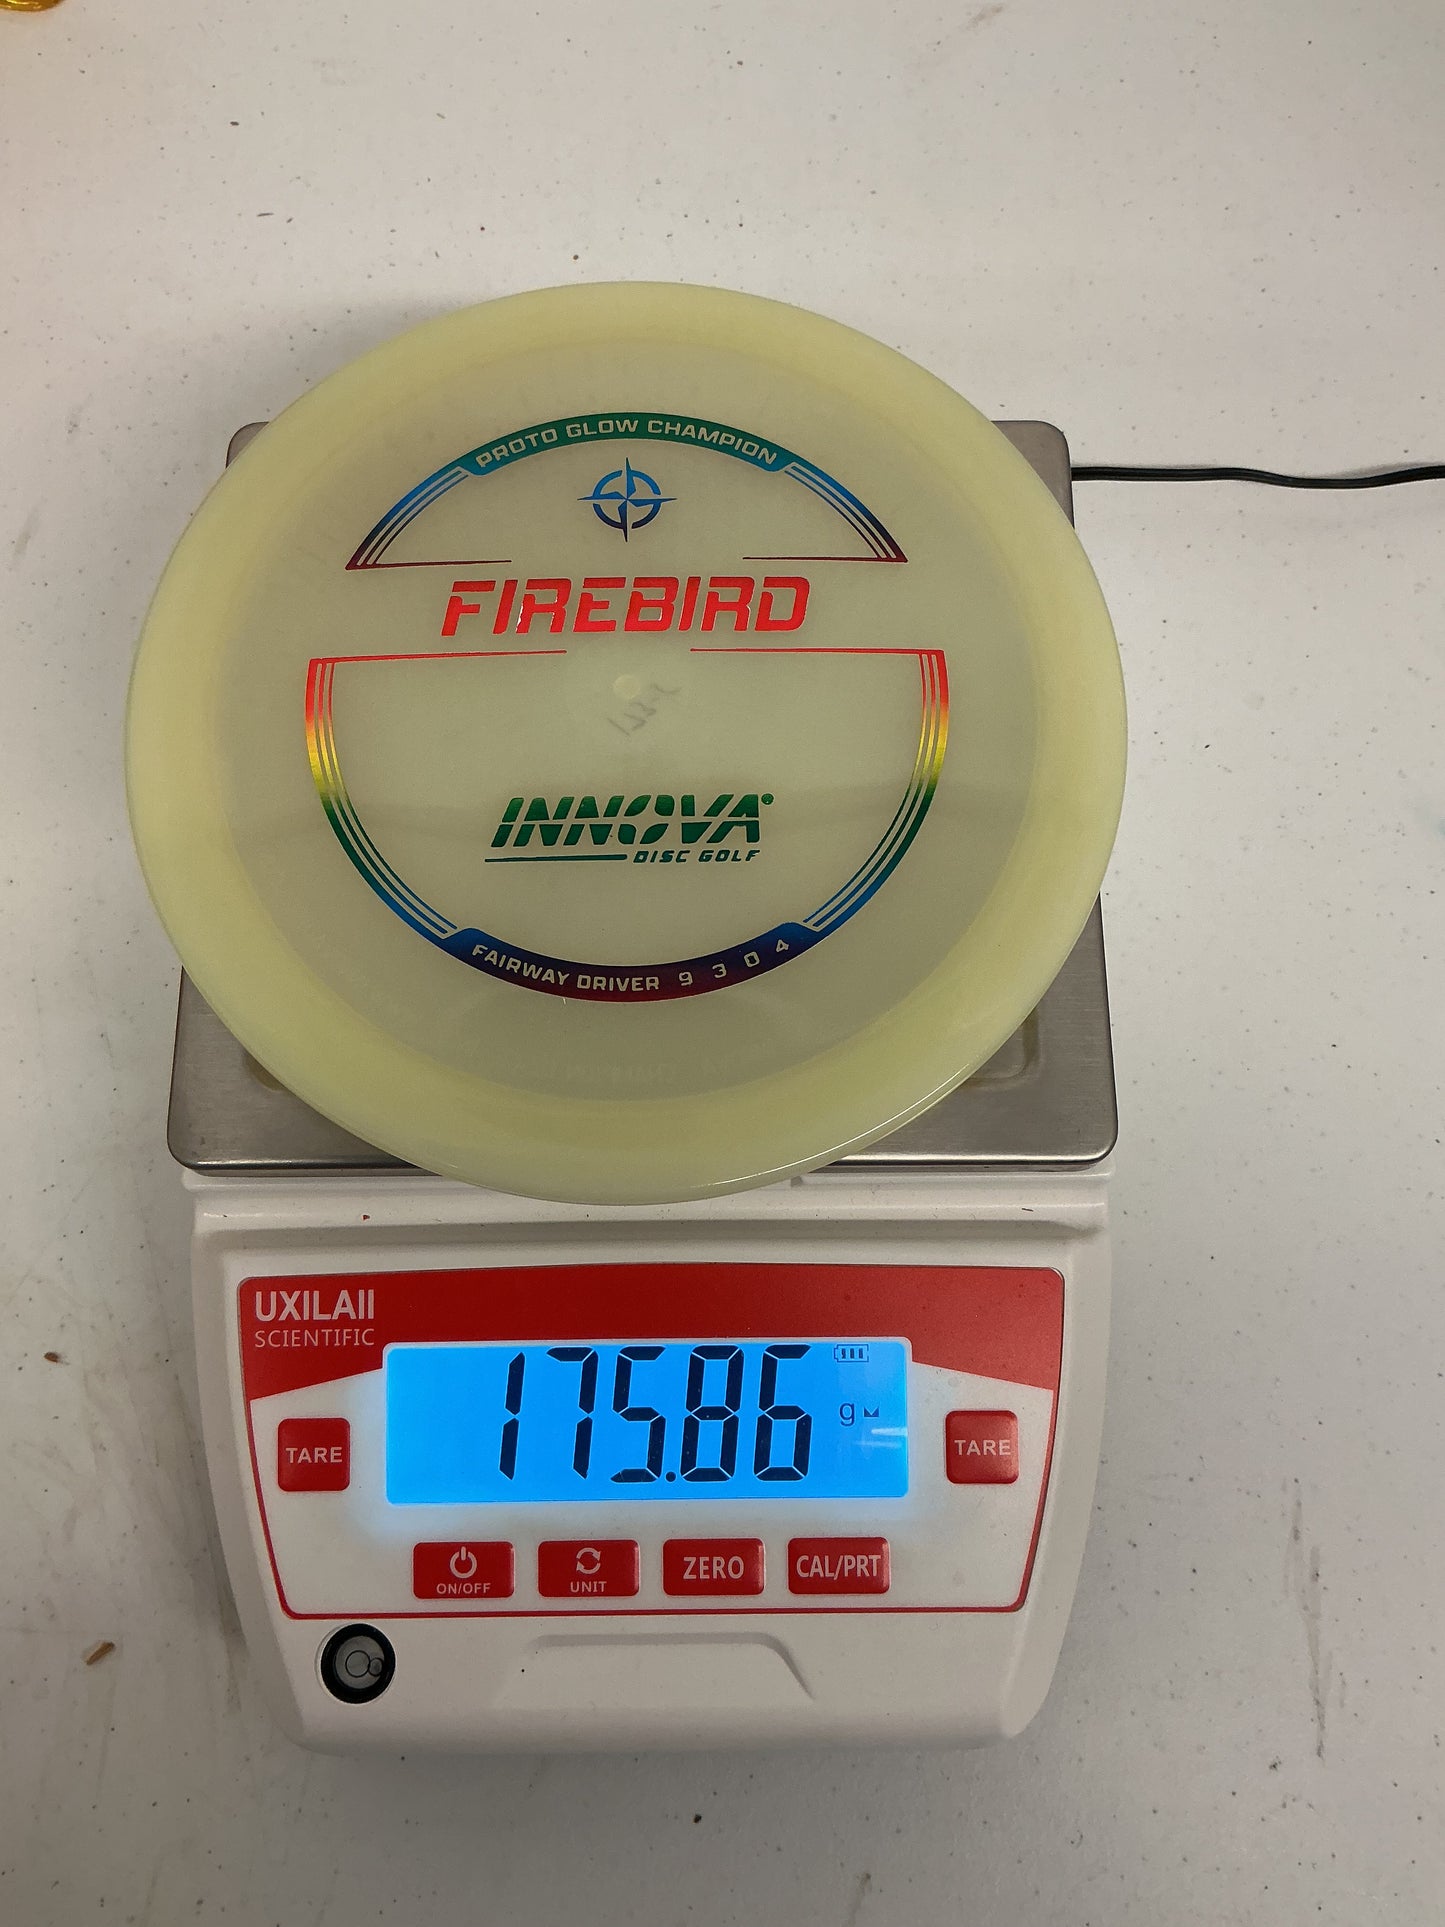 PROTO GLOW CHAMPION
FIREBIRD
INNOVA®
DISC GOLF
FAIRWAY DRIVER 9 3 0 4
UXILAII
SCIENTIFIC
175.86 g
TARE
TARE
ON/OFF
UNIT
ZERO
CAL/PRT